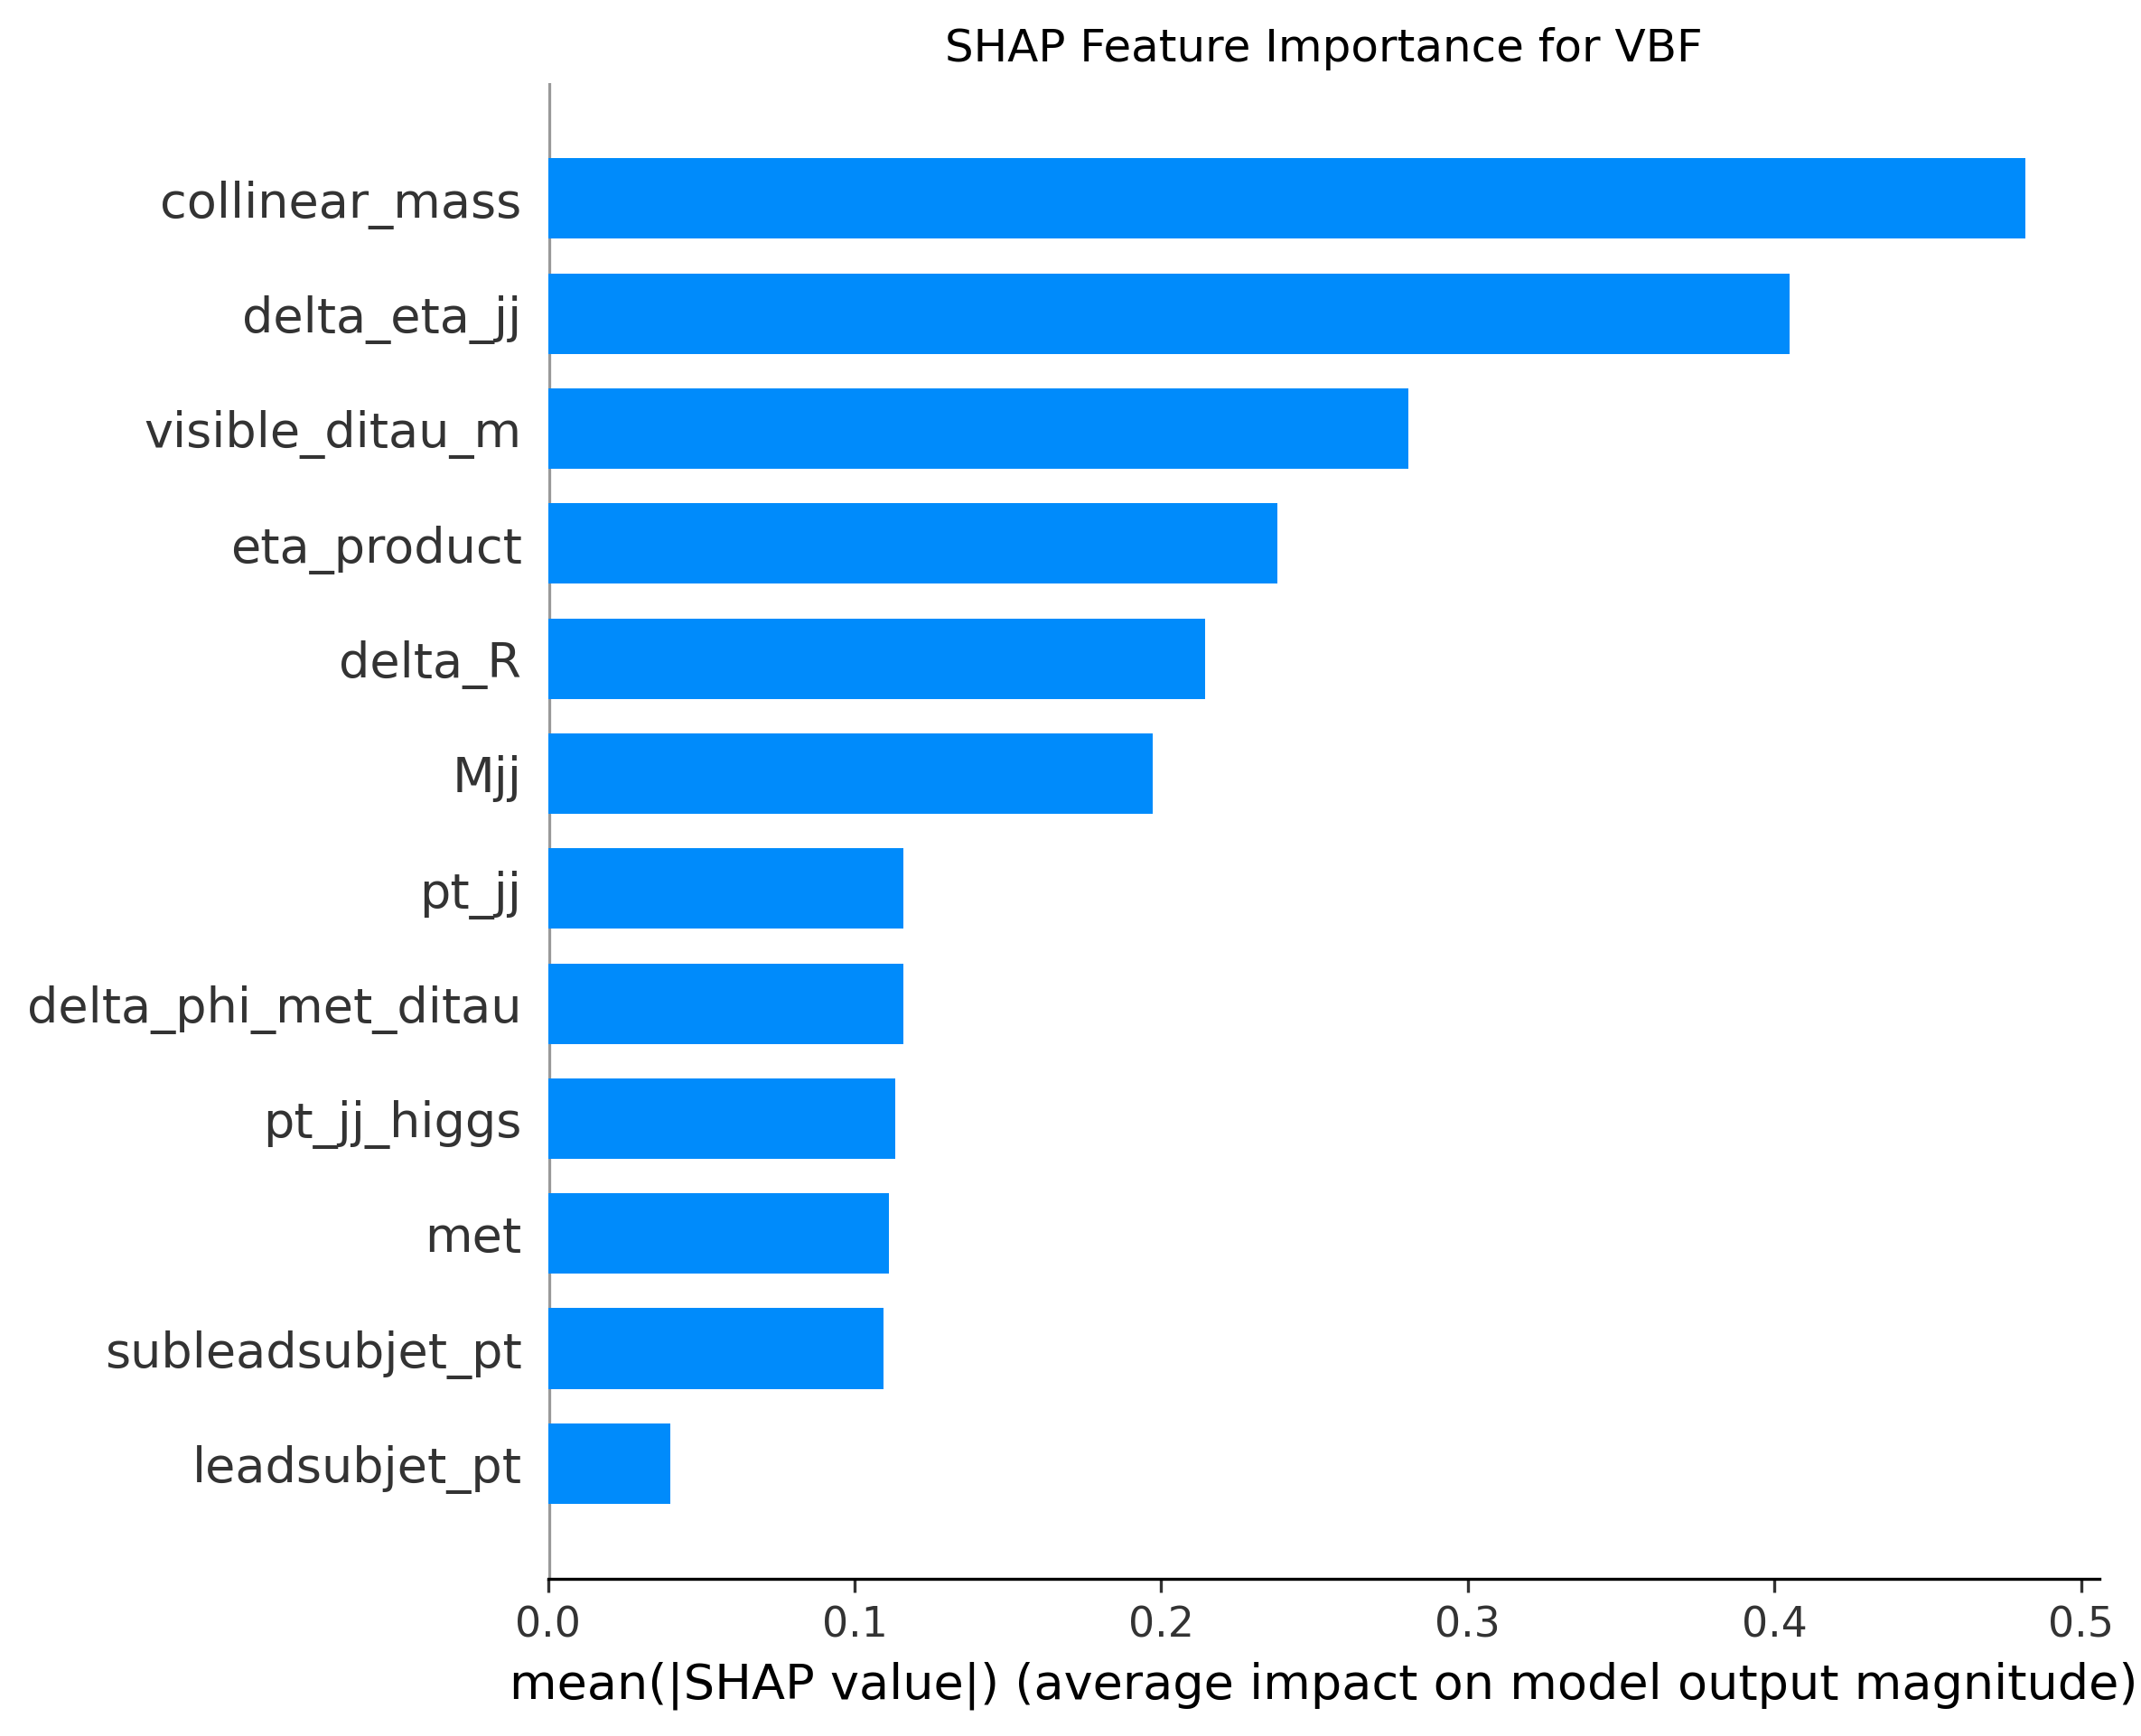 SHAP Feature Importance for VBF
collinear_mass
delta_eta_jj
visible_ditau_m
eta_product
delta_R
Mjj
pt_jj
delta_phi_met_ditau
pt_jj_higgs
met
subleadsubjet_pt
leadsubjet_pt
0.0 0.1 0.2 0.3 0.4 0.5
mean(|SHAP value|) (average impact on model output magnitude)